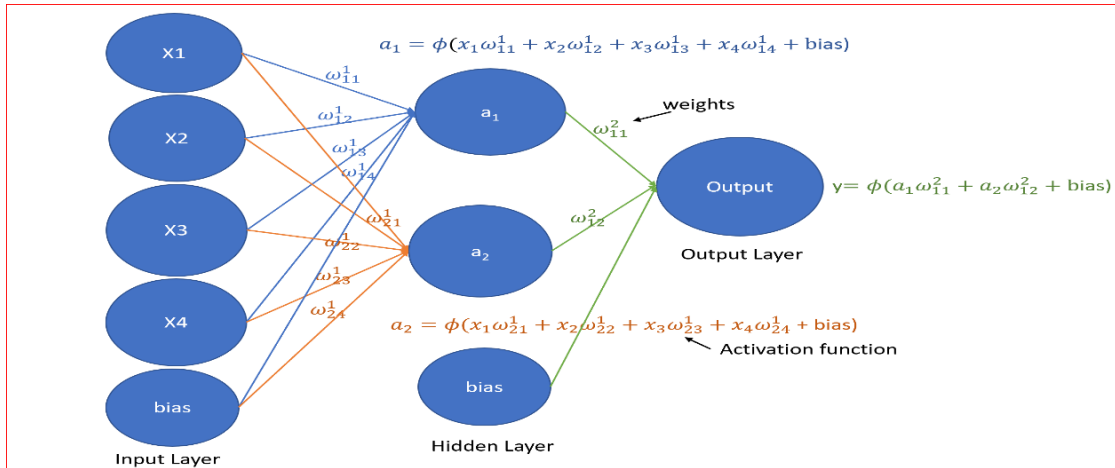 X1
X2
X3
X4
bias
Input Layer
ω¹₁₁
ω¹₁₂
ω¹₁₃
ω¹₁₄
ω¹₂₁
ω¹₂₂
ω¹₂₃
ω¹₂₄
a₁ = ϕ(x₁ω¹₁₁ + x₂ω¹₁₂ + x₃ω¹₁₃ + x₄ω¹₁₄ + bias)
a₁
a₂
a₂ = ϕ(x₁ω¹₂₁ + x₂ω¹₂₂ + x₃ω¹₂₃ + x₄ω¹₂₄ + bias)
Activation function
bias
Hidden Layer
weights
ω²₁₁
ω²₁₂
Output
y= ϕ(a₁ω²₁₁ + a₂ω²₁₂ + bias)
Output Layer